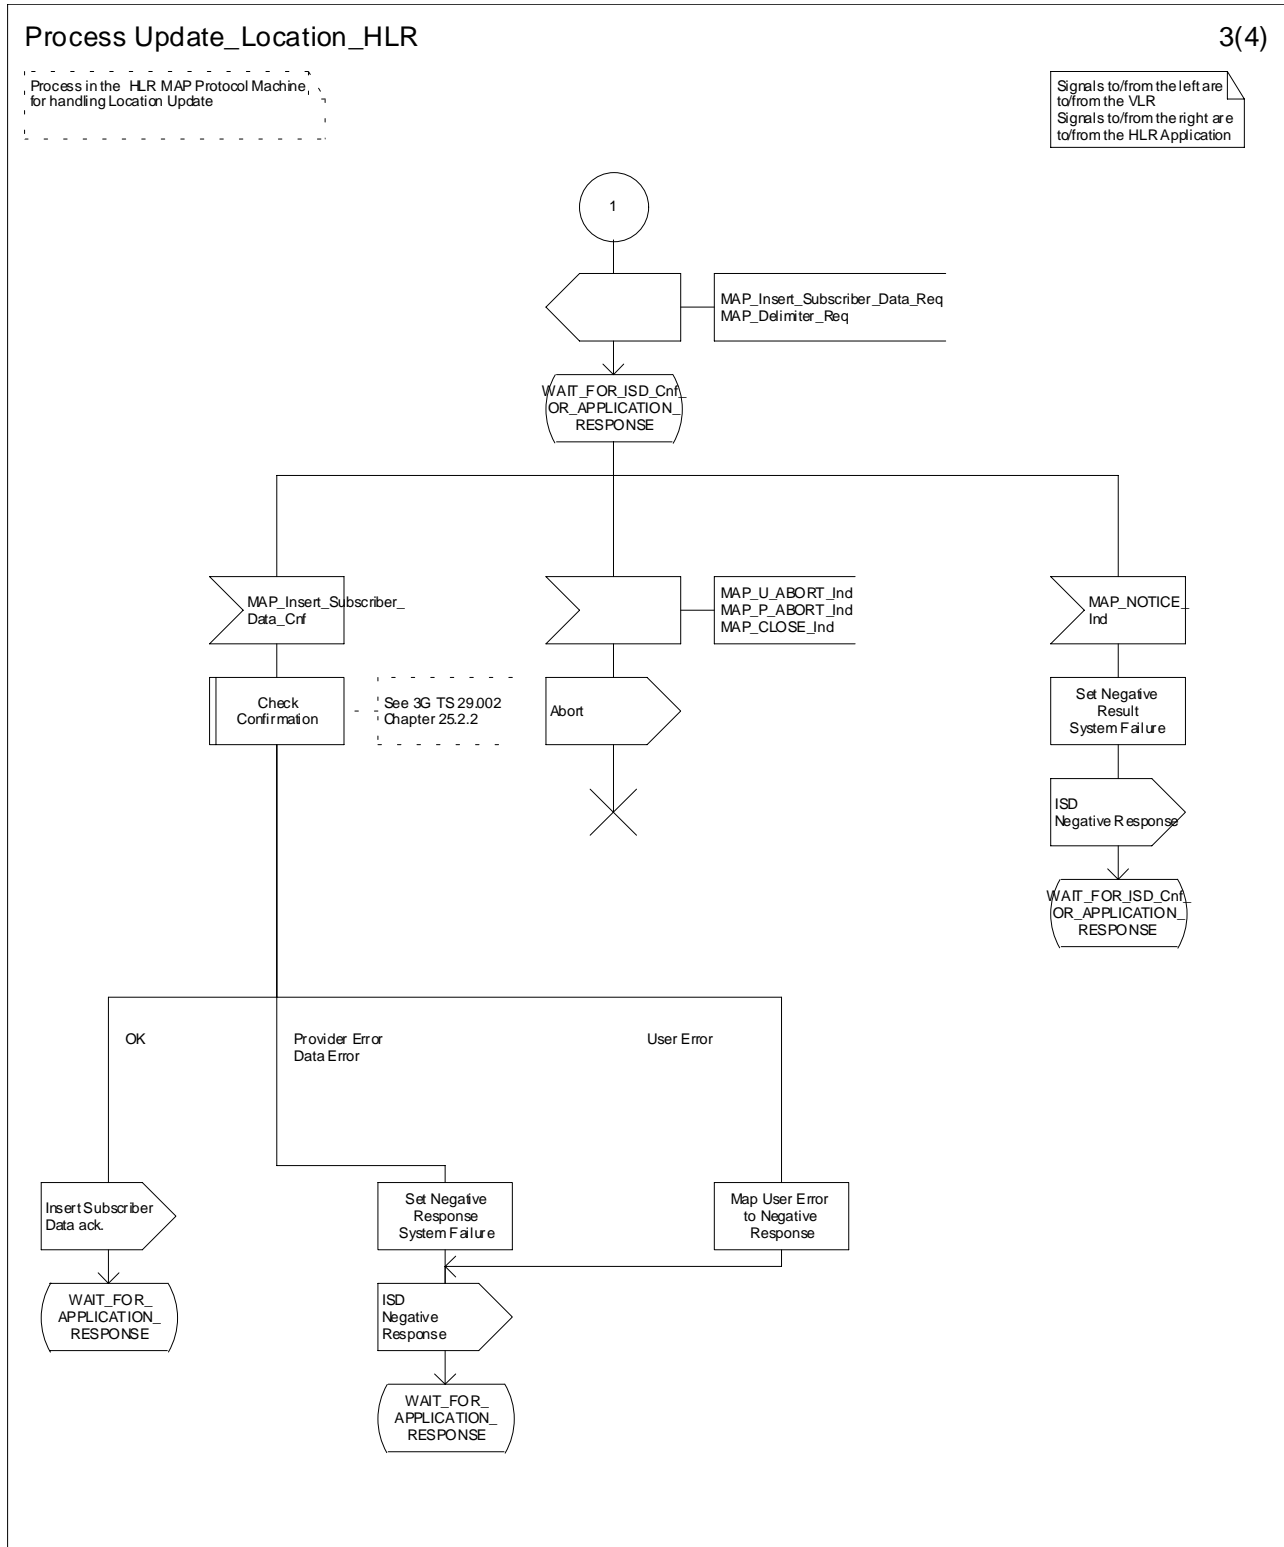 Process Update_Location_HLR
3(4)
Process in the HLR MAP Protocol Machine
for handling Location Update
Signals to/from the left are
to/from the VLR
Signals to/from the right are
to/from the HLR Application
1
MAP_Insert_Subscriber_Data_Req
MAP_Delimiter_Req
WAIT_FOR_ISD_Cnf_
OR_APPLICATION_
RESPONSE
MAP_Insert_Subscriber_
Data_Cnf
MAP_U_ABORT_Ind
MAP_P_ABORT_Ind
MAP_CLOSE_Ind
MAP_NOTICE_
Ind
Check
Confirmation
See 3G TS 29.002
Chapter 25.2.2
Abort
Set Negative
Result
System Failure
ISD
Negative Response
WAIT_FOR_ISD_Cnf_
OR_APPLICATION_
RESPONSE
OK
Provider Error
Data Error
User Error
Insert Subscriber
Data ack.
Set Negative
Response
System Failure
Map User Error
to Negative
Response
WAIT_FOR_
APPLICATION_
RESPONSE
ISD
Negative
Response
WAIT_FOR_
APPLICATION_
RESPONSE